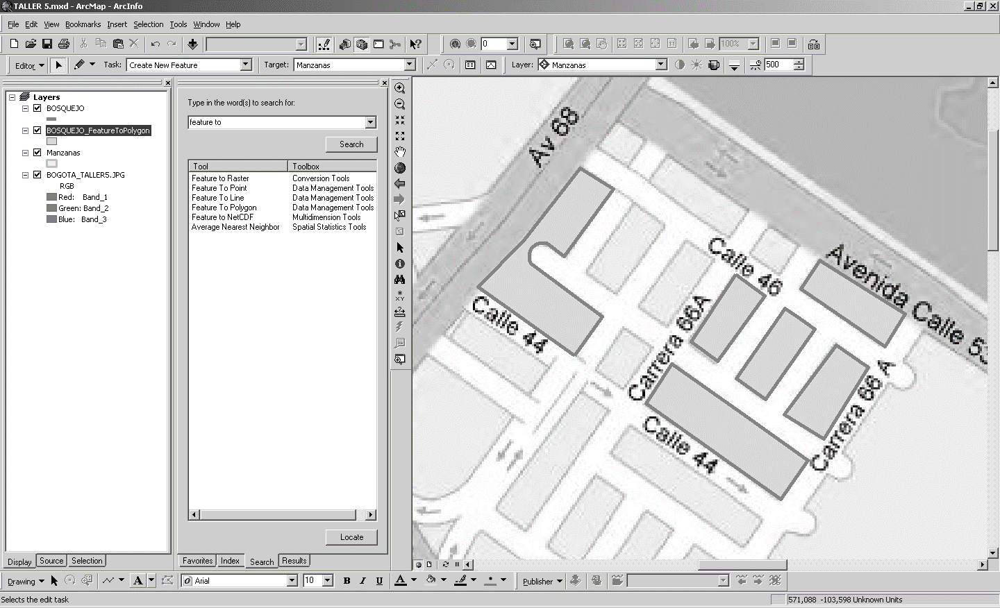 TALLER 5.mxd - ArcMap - ArcInfo
File Edit View Bookmarks Insert Selection Tools Window Help
0
100%
Editor
Task: Create New Feature
Target: Manzanas
Layer: Manzanas
500
Layers
BOSQUEJO
BOSQUEJO_FeatureToPolygon
Manzanas
BOGOTA_TALLER5.JPG
RGB
Red: Band_1
Green: Band_2
Blue: Band_3
Display Source Selection
Type in the word(s) to search for:
feature to
Search
Tool Toolbox
Feature to Raster Conversion Tools
Feature To Point Data Management Tools
Feature To Line Data Management Tools
Feature To Polygon Data Management Tools
Feature to NetCDF Multidimension Tools
Average Nearest Neighbor Spatial Statistics Tools
Locate
Favorites Index Search Results
XY
Av 68
Calle 46
Avenida Calle 53
Carrera 66A
Calle 44
Carrera 66 A
Calle 44
Drawing
A
Arial
10
B I U A
Publisher
Selects the edit task
571,088 -103,598 Unknown Units